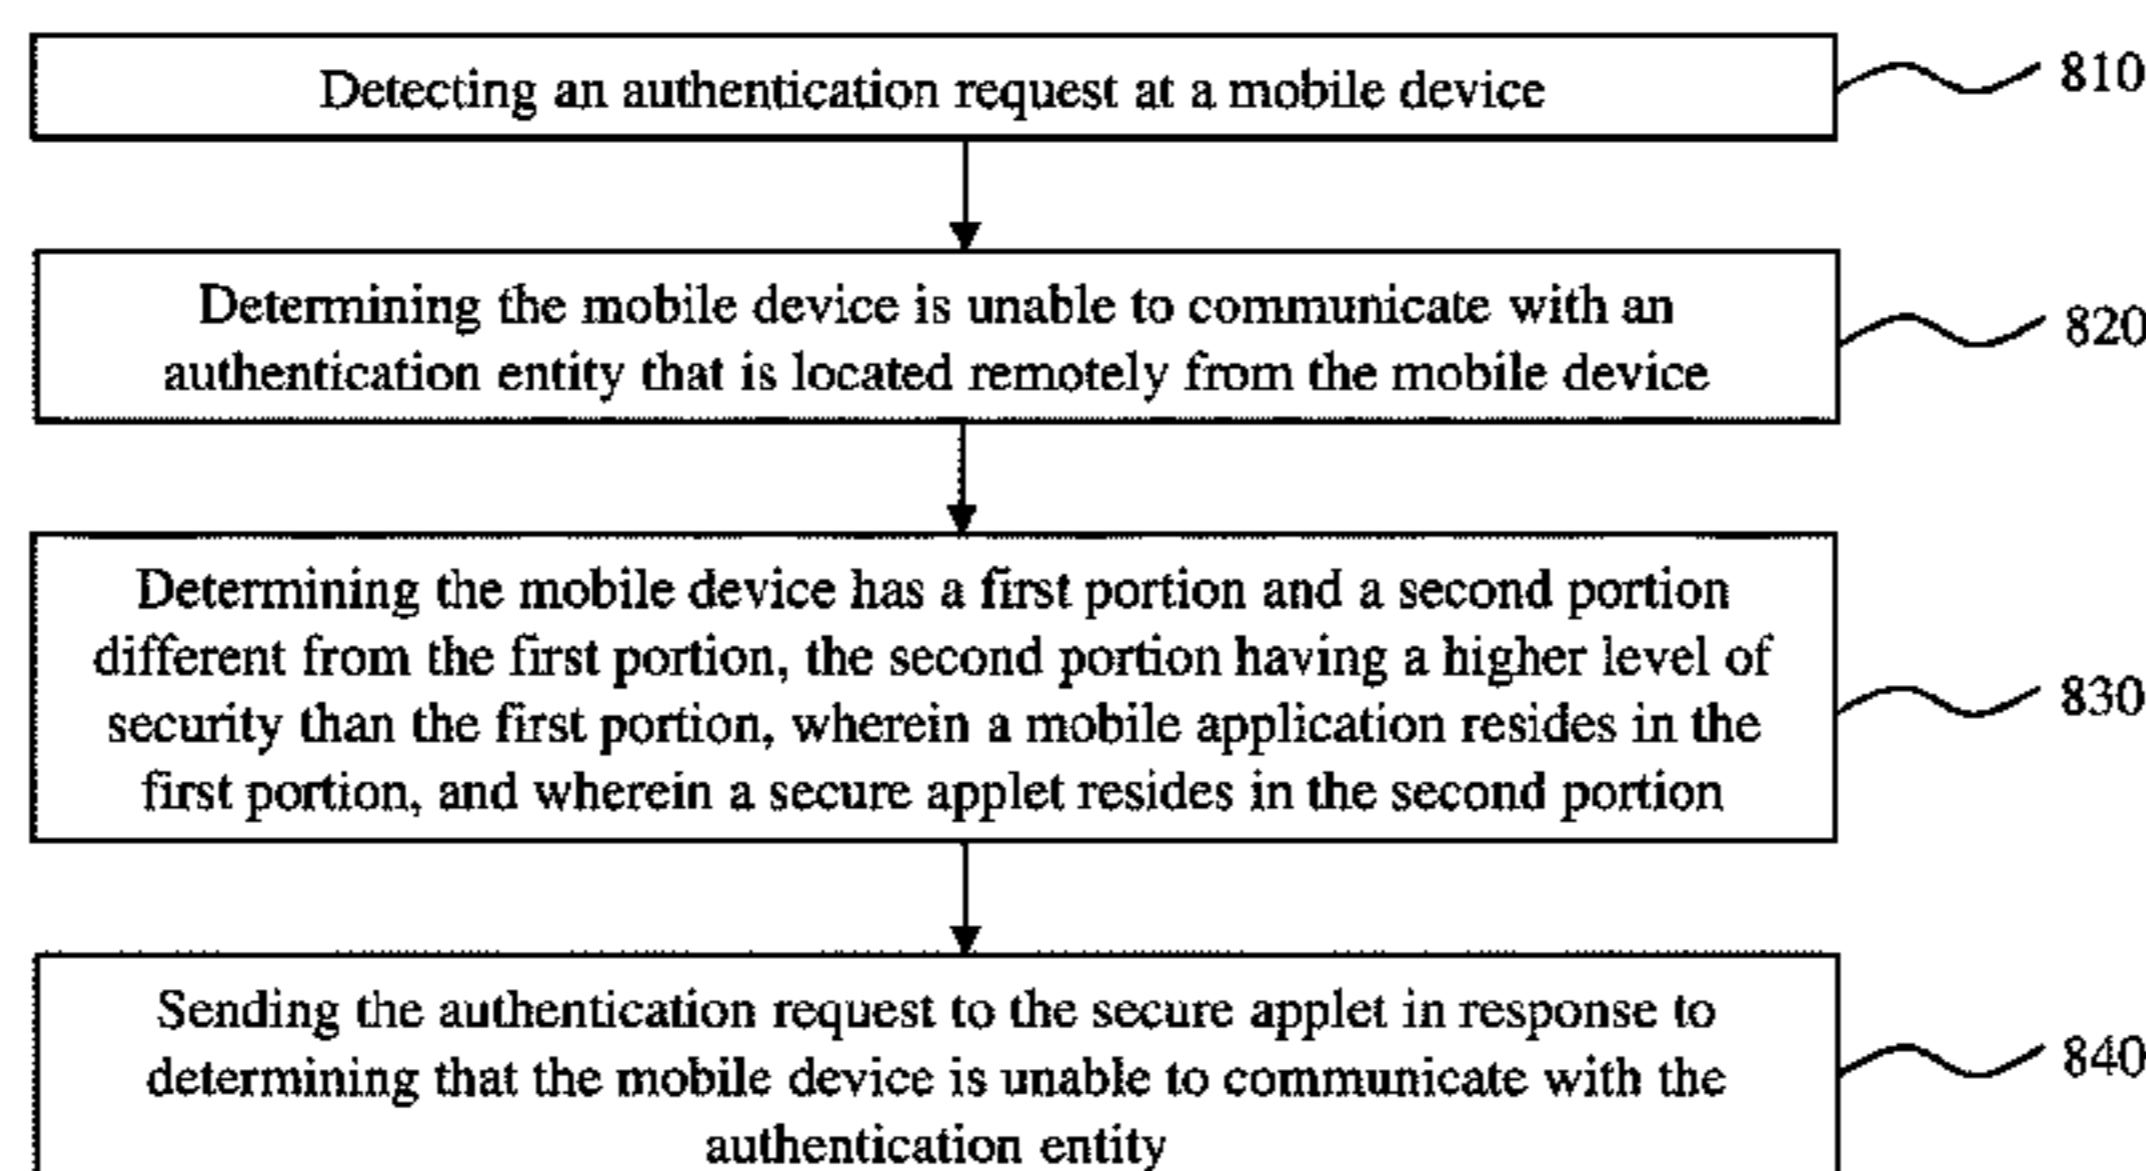 Detecting an authentication request at a mobile device
810
Determining the mobile device is unable to communicate with an
authentication entity that is located remotely from the mobile device
820
Determining the mobile device has a first portion and a second portion
different from the first portion, the second portion having a higher level of
security than the first portion, wherein a mobile application resides in the
first portion, and wherein a secure applet resides in the second portion
830
Sending the authentication request to the secure applet in response to
determining that the mobile device is unable to communicate with the
authentication entity
840